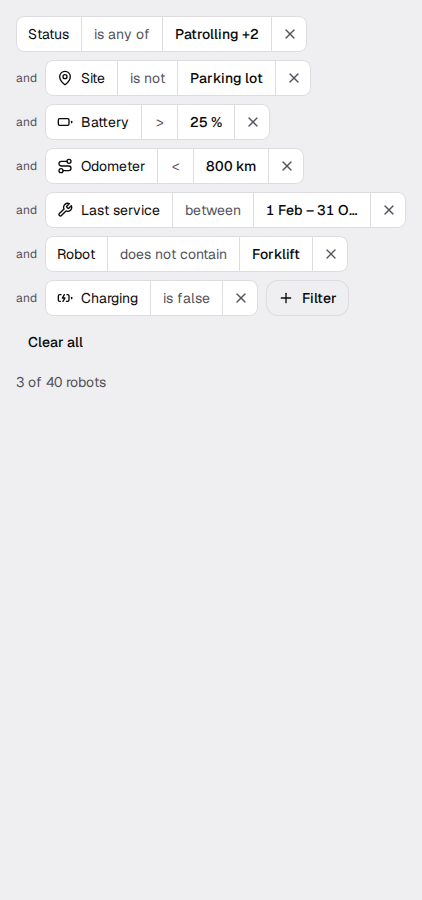 Status is any of Patrolling +2
and Site is not Parking lot
and Battery > 25 %
and Odometer < 800 km
and Last service between 1 Feb – 31 O…
and Robot does not contain Forklift
and Charging is false + Filter
Clear all
3 of 40 robots